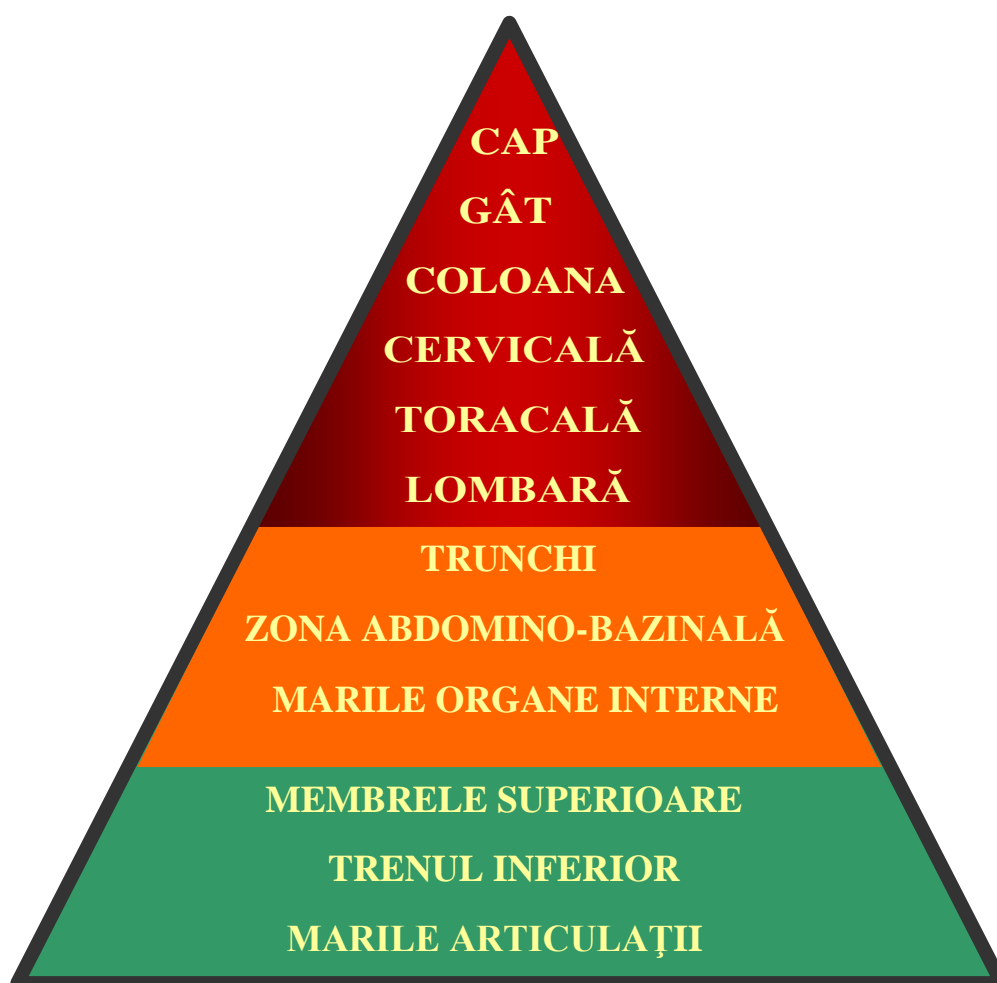 CAP
GÂT
COLOANA
CERVICALĂ
TORACALĂ
LOMBARĂ
TRUNCHI
ZONA ABDOMINO-BAZINALĂ
MARILE ORGANE INTERNE
MEMBRELE SUPERIOARE
TRENUL INFERIOR
MARILE ARTICULAŢII